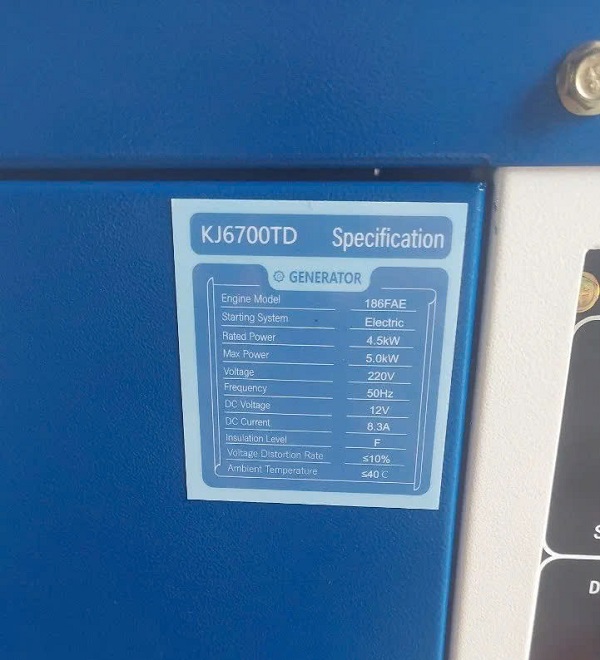 KJ6700TD Specification
GENERATOR
Engine Model 186FAE
Starting System Electric
Rated Power 4.5kW
Max Power 5.0kW
Voltage 220V
Frequency 50Hz
DC Voltage 12V
DC Current 8.3A
Insulation Level F
Voltage Distortion Rate ≤10%
Ambient Temperature ≤40℃
S
D